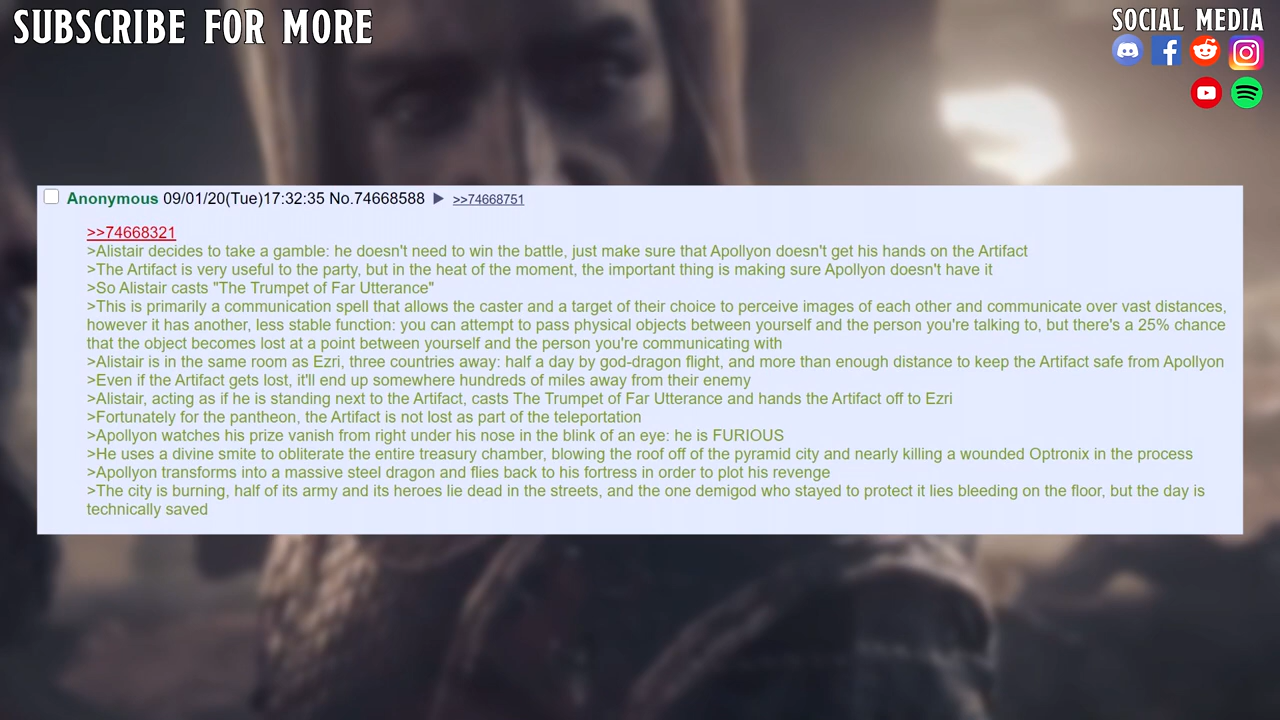 SUBSCRIBE FOR MORE
SOCIAL MEDIA
Anonymous 09/01/20(Tue)17:32:35 No.74668588 ▶ >>74668751
>>74668321
>Alistair decides to take a gamble: he doesn't need to win the battle, just make sure that Apollyon doesn't get his hands on the Artifact
>The Artifact is very useful to the party, but in the heat of the moment, the important thing is making sure Apollyon doesn't have it
>So Alistair casts "The Trumpet of Far Utterance"
>This is primarily a communication spell that allows the caster and a target of their choice to perceive images of each other and communicate over vast distances,
however it has another, less stable function: you can attempt to pass physical objects between yourself and the person you're talking to, but there's a 25% chance
that the object becomes lost at a point between yourself and the person you're communicating with
>Alistair is in the same room as Ezri, three countries away: half a day by god-dragon flight, and more than enough distance to keep the Artifact safe from Apollyon
>Even if the Artifact gets lost, it'll end up somewhere hundreds of miles away from their enemy
>Alistair, acting as if he is standing next to the Artifact, casts The Trumpet of Far Utterance and hands the Artifact off to Ezri
>Fortunately for the pantheon, the Artifact is not lost as part of the teleportation
>Apollyon watches his prize vanish from right under his nose in the blink of an eye: he is FURIOUS
>He uses a divine smite to obliterate the entire treasury chamber, blowing the roof off of the pyramid city and nearly killing a wounded Optronix in the process
>Apollyon transforms into a massive steel dragon and flies back to his fortress in order to plot his revenge
>The city is burning, half of its army and its heroes lie dead in the streets, and the one demigod who stayed to protect it lies bleeding on the floor, but the day is
technically saved